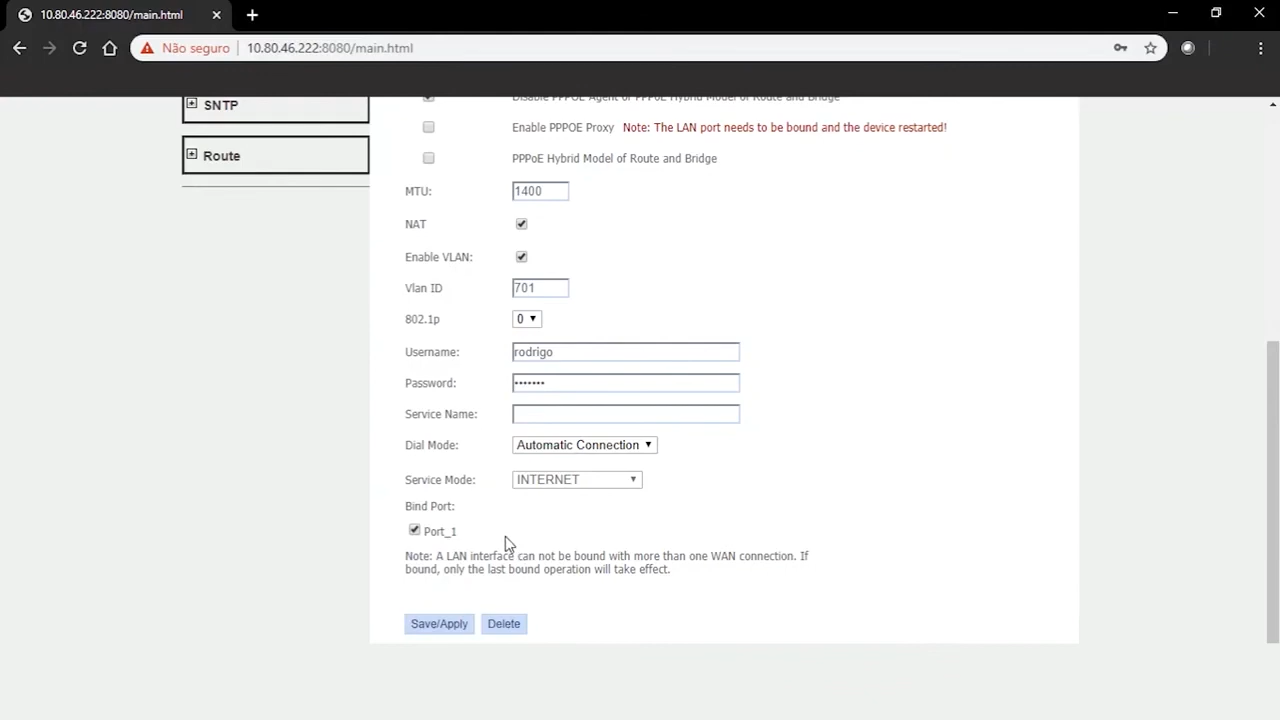 10.80.46.222:8080/main.html
Não seguro 10.80.46.222:8080/main.html
SNTP
Route
Disable PPPOE Agent or PPPoE Hybrid Model of Route and Bridge
Enable PPPOE Proxy Note: The LAN port needs to be bound and the device restarted!
PPPoE Hybrid Model of Route and Bridge
MTU: 1400
NAT
Enable VLAN:
Vlan ID 701
802.1p 0
Username: rodrigo
Password: •••••••
Service Name:
Dial Mode: Automatic Connection
Service Mode: INTERNET
Bind Port:
Port_1
Note: A LAN interface can not be bound with more than one WAN connection. If
bound, only the last bound operation will take effect.
Save/Apply Delete